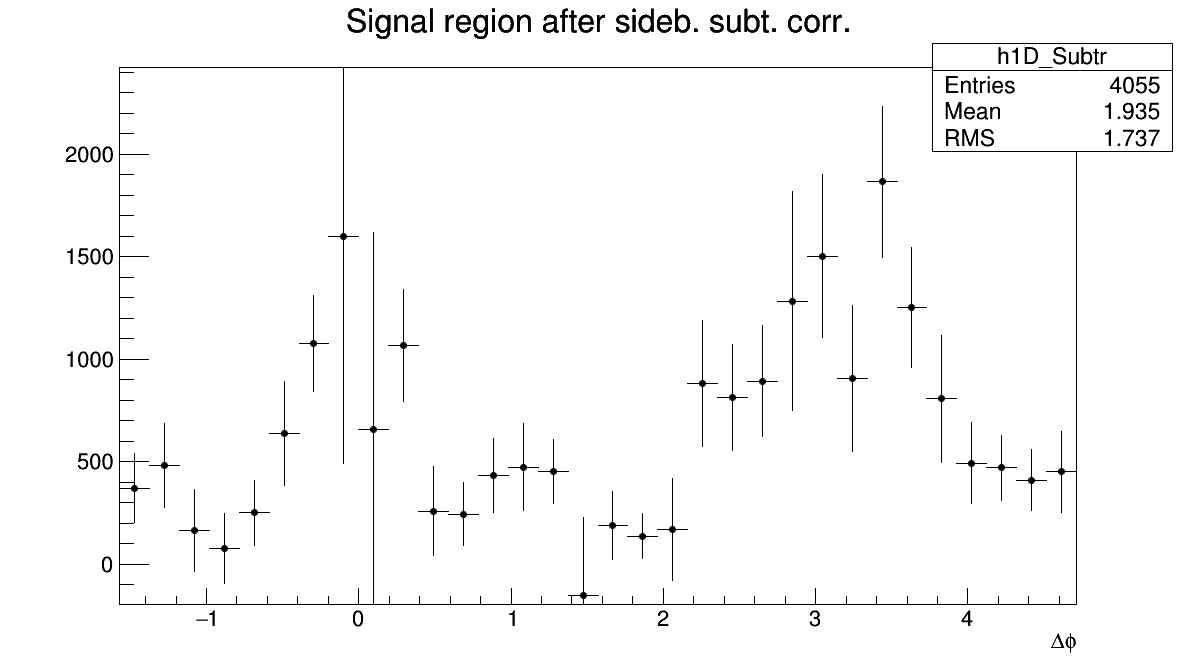 Signal region after sideb. subt. corr.
h1D_Subtr
Entries 4055
Mean 1.935
RMS 1.737
2000
1500
1000
500
0
−1 0 1 2 3 4
Δϕ